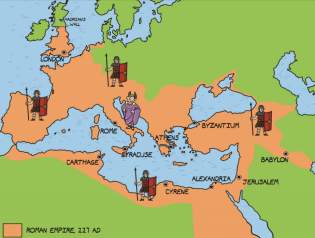 HADRIAN'S
WALL
LONDON
ROME
BYZANTIUM
ATHENS
SYRACUSE
CARTHAGE
BABYLON
ALEXANDRIA
JERUSALEM
CYRENE
ROMAN EMPIRE, 117 AD